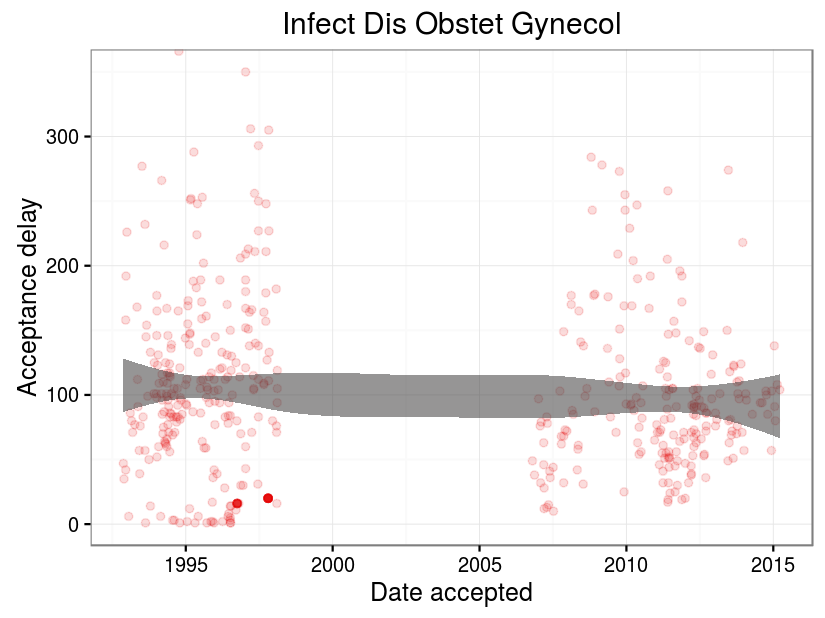 Infect Dis Obstet Gynecol
300
200
100
0
Acceptance delay
1995 2000 2005 2010 2015
Date accepted